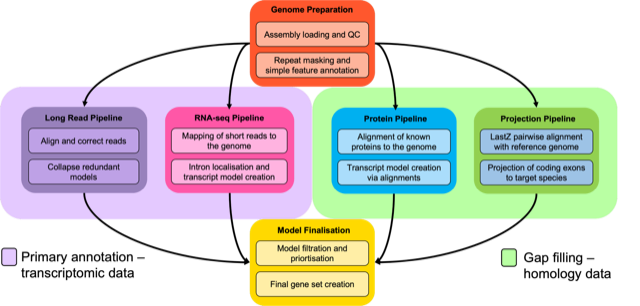 Genome Preparation
Assembly loading and QC
Repeat masking and
simple feature annotation
Long Read Pipeline
Align and correct reads
Collapse redundant
models
RNA-seq Pipeline
Mapping of short reads to
the genome
Intron localisation and
transcript model creation
Protein Pipeline
Alignment of known
proteins to the genome
Transcript model creation
via alignments
Projection Pipeline
LastZ pairwise alignment
with reference genome
Projection of coding exons
to target species
Model Finalisation
Model filtration and
priortisation
Final gene set creation
Primary annotation –
transcriptomic data
Gap filling –
homology data